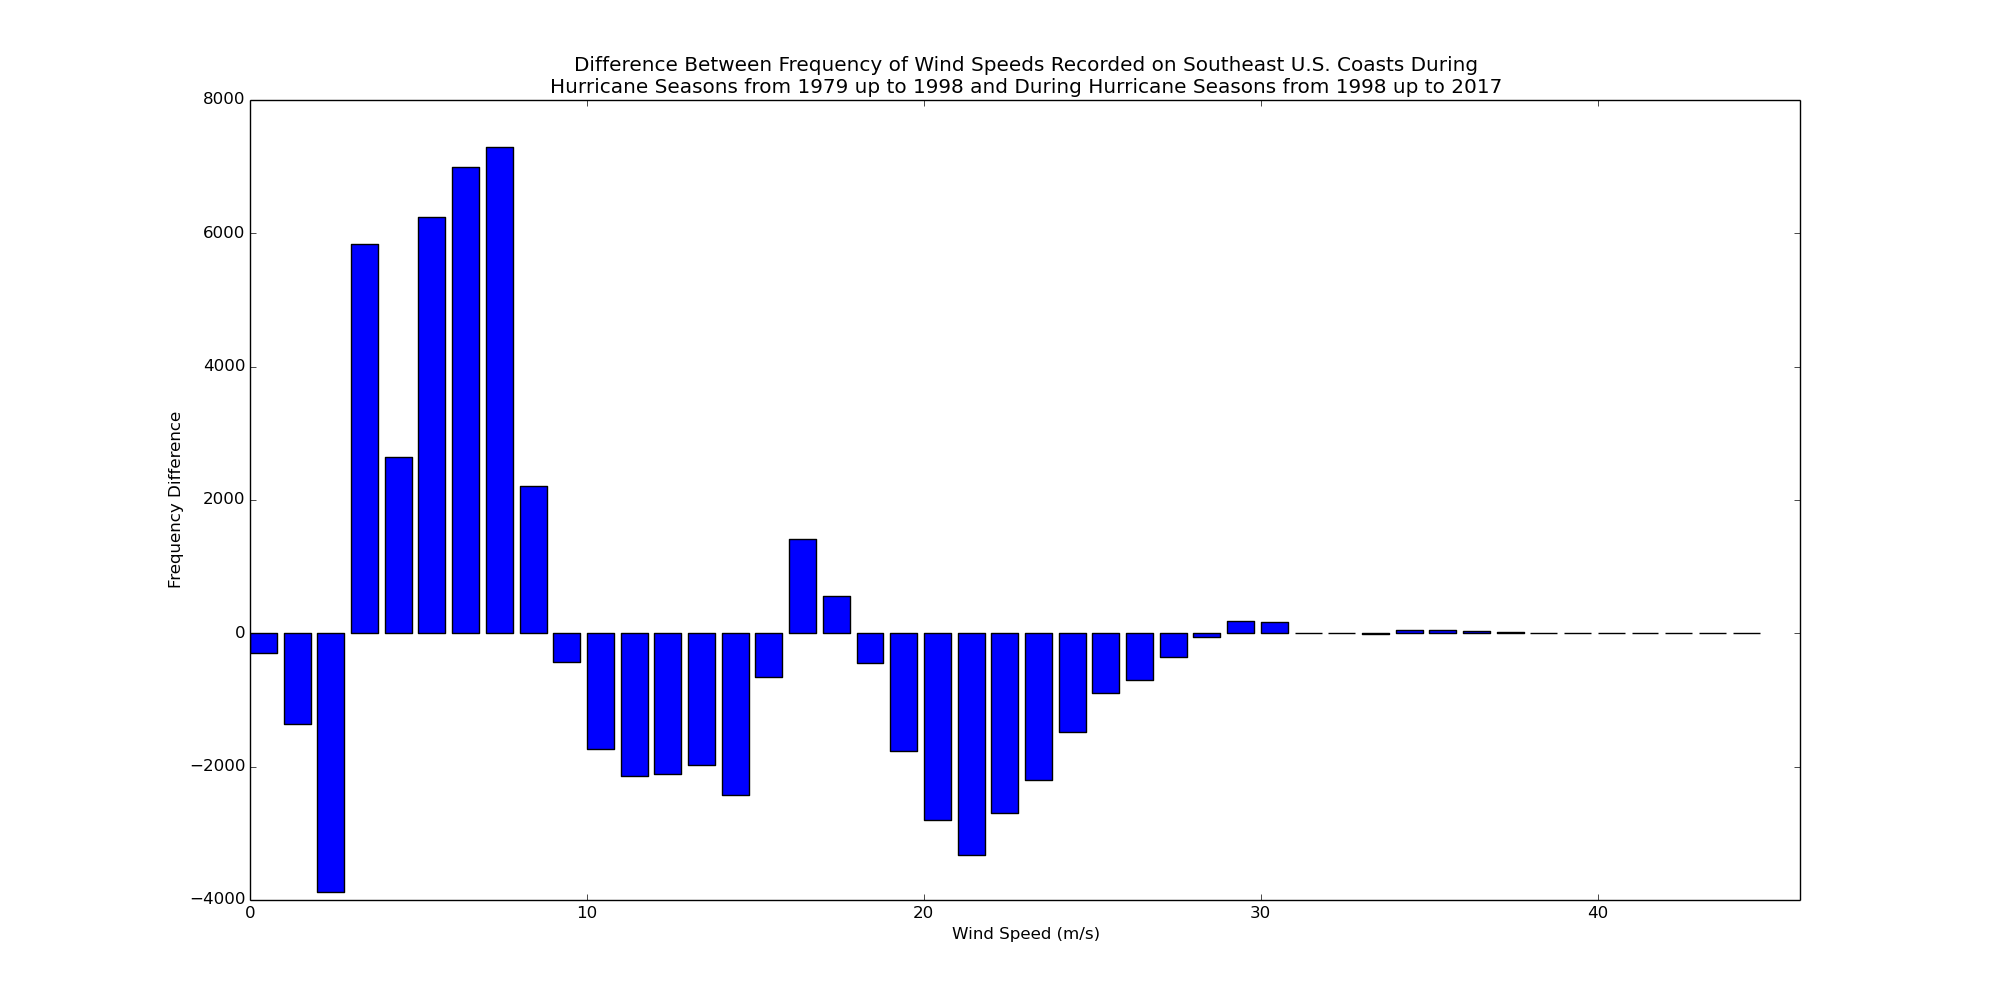 Difference Between Frequency of Wind Speeds Recorded on Southeast U.S. Coasts During
Hurricane Seasons from 1979 up to 1998 and During Hurricane Seasons from 1998 up to 2017
8000
6000
4000
2000
0
−2000
−4000
Frequency Difference
0 10 20 30 40
Wind Speed (m/s)